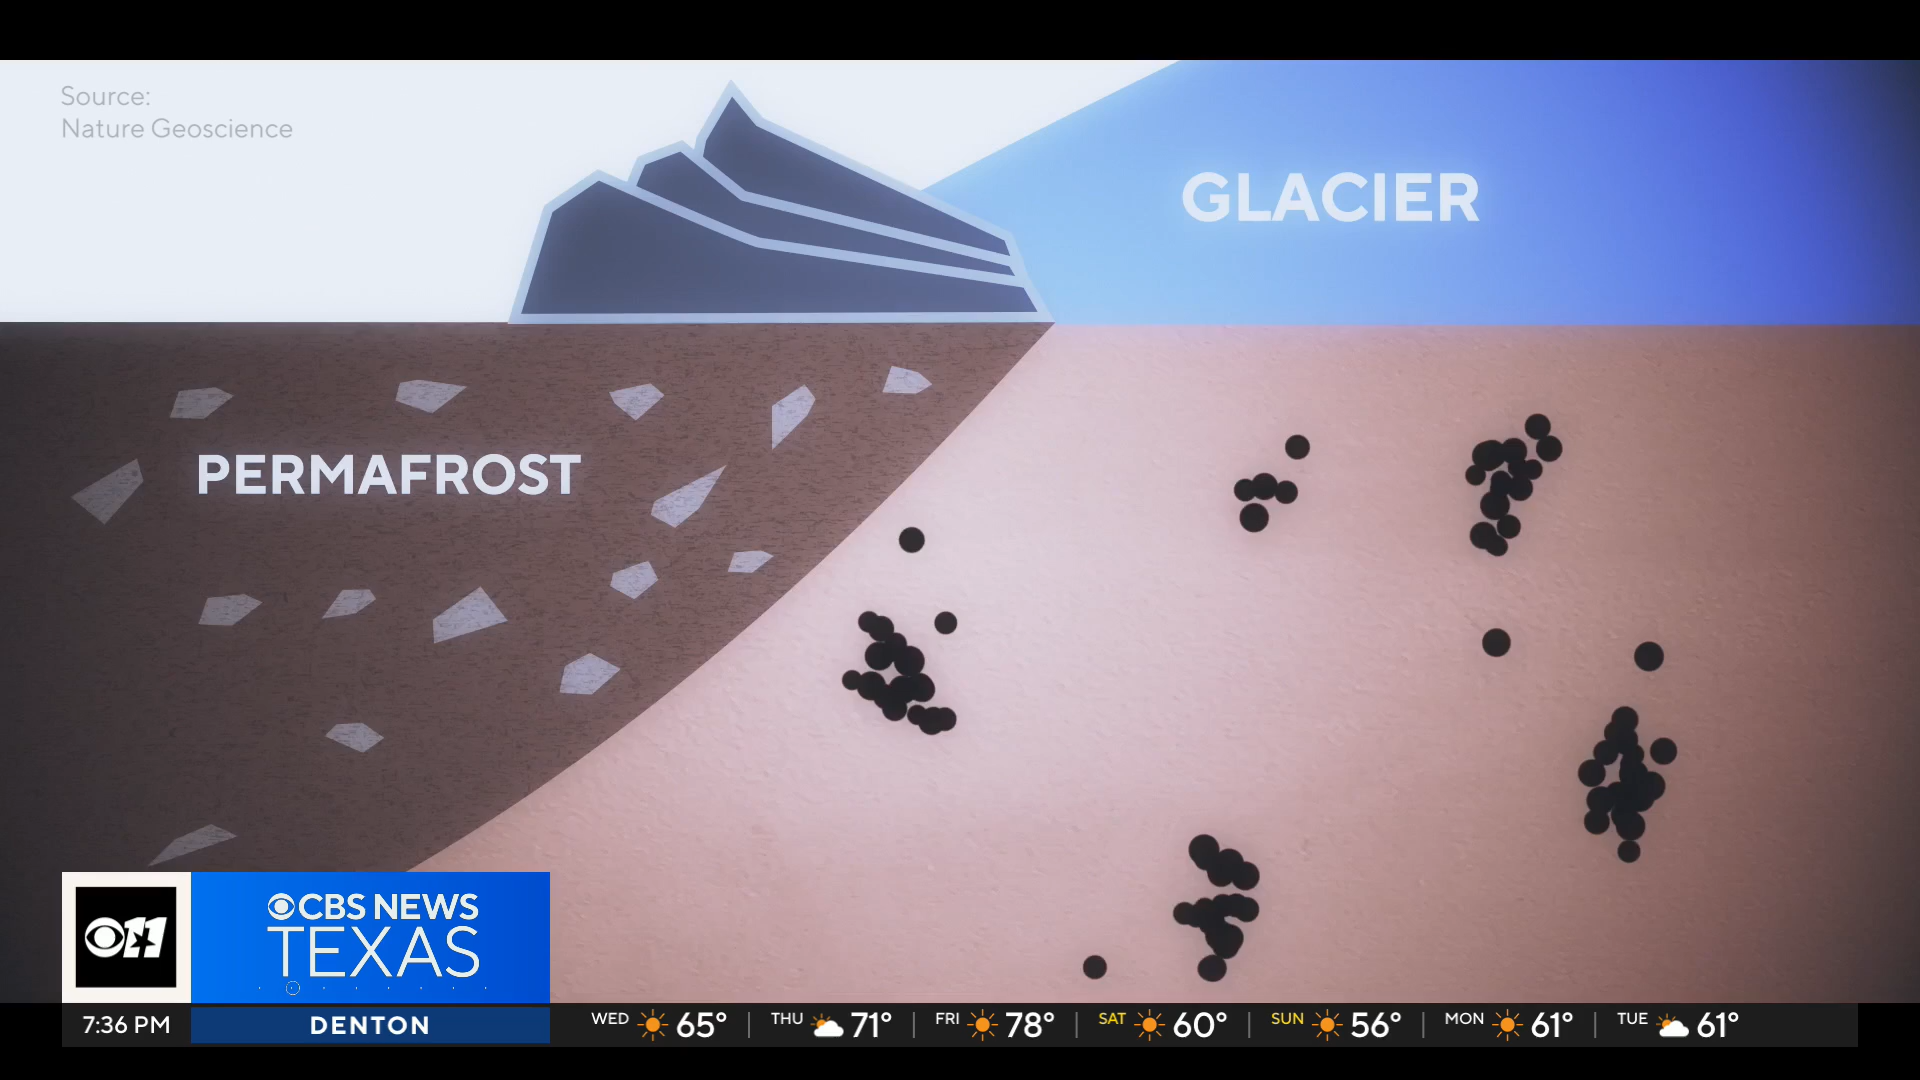 Source:
Nature Geoscience
GLACIER
PERMAFROST
11
CBS NEWS
TEXAS
7:36 PM
DENTON
WED 65° | THU 71° | FRI 78° | SAT 60° | SUN 56° | MON 61° | TUE 61°